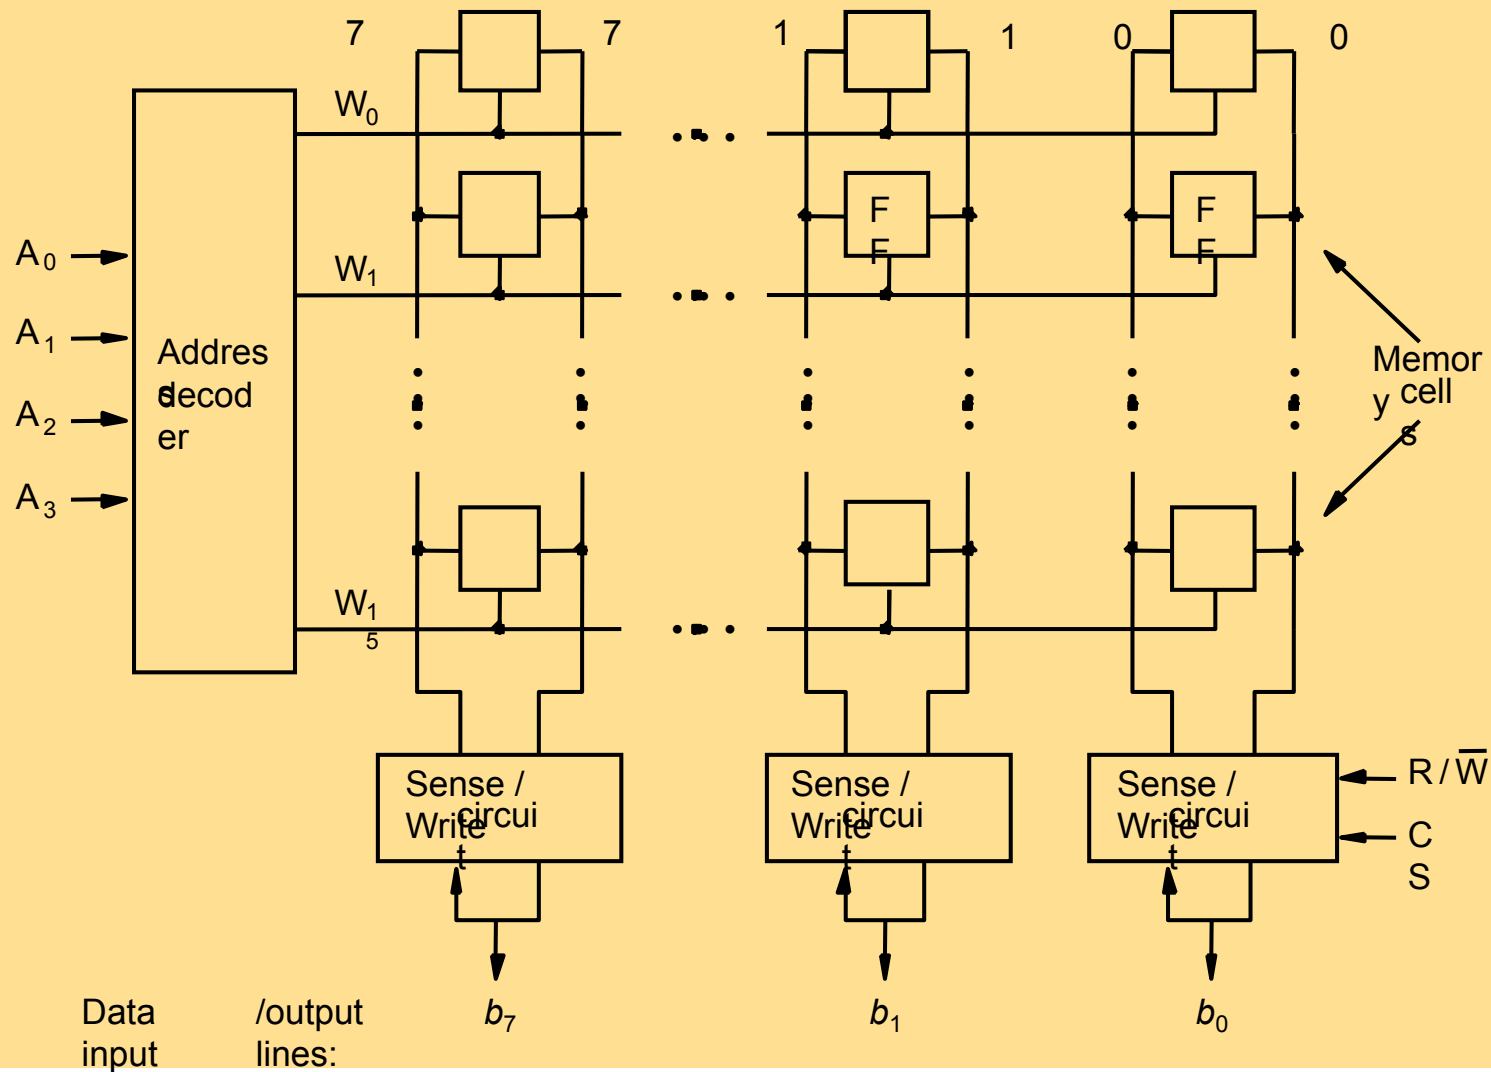 7 7 1 1 0 0
W0
F F
F F
A0
W1
A1
Addres
s
decod
er
Memor
y
cell
s
A2
A3
W1
5
Sense /
Write
circui
t
Sense /
Write
circui
t
Sense /
Write
circui
t
R / W̅
C
S
Data
input
/output
lines:
b7 b1 b0